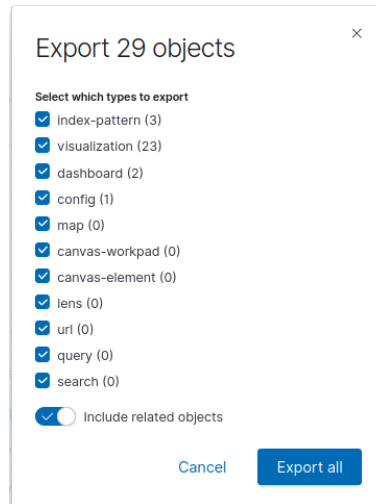 Export 29 objects
Select which types to export
index-pattern (3)
visualization (23)
dashboard (2)
config (1)
map (0)
canvas-workpad (0)
canvas-element (0)
lens (0)
url (0)
query (0)
search (0)
Include related objects
Cancel
Export all